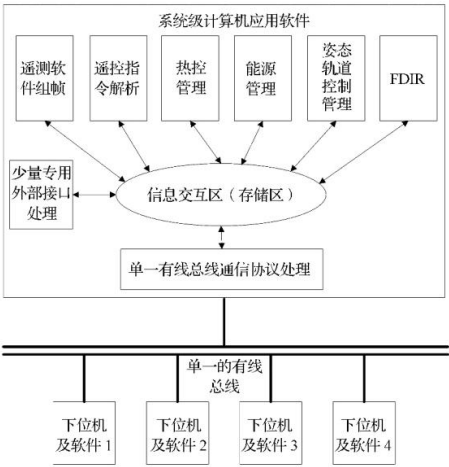 系统级计算机应用软件
遥测软
件组帧
遥控指
令解析
热控
管理
能源
管理
姿态
轨道
控制
管理
FDIR
少量专用
外部接口
处理
信息交互区（存储区）
单一有线总线通信协议处理
单一的有线
总线
下位机
及软件1
下位机
及软件2
下位机
及软件3
下位机
及软件4